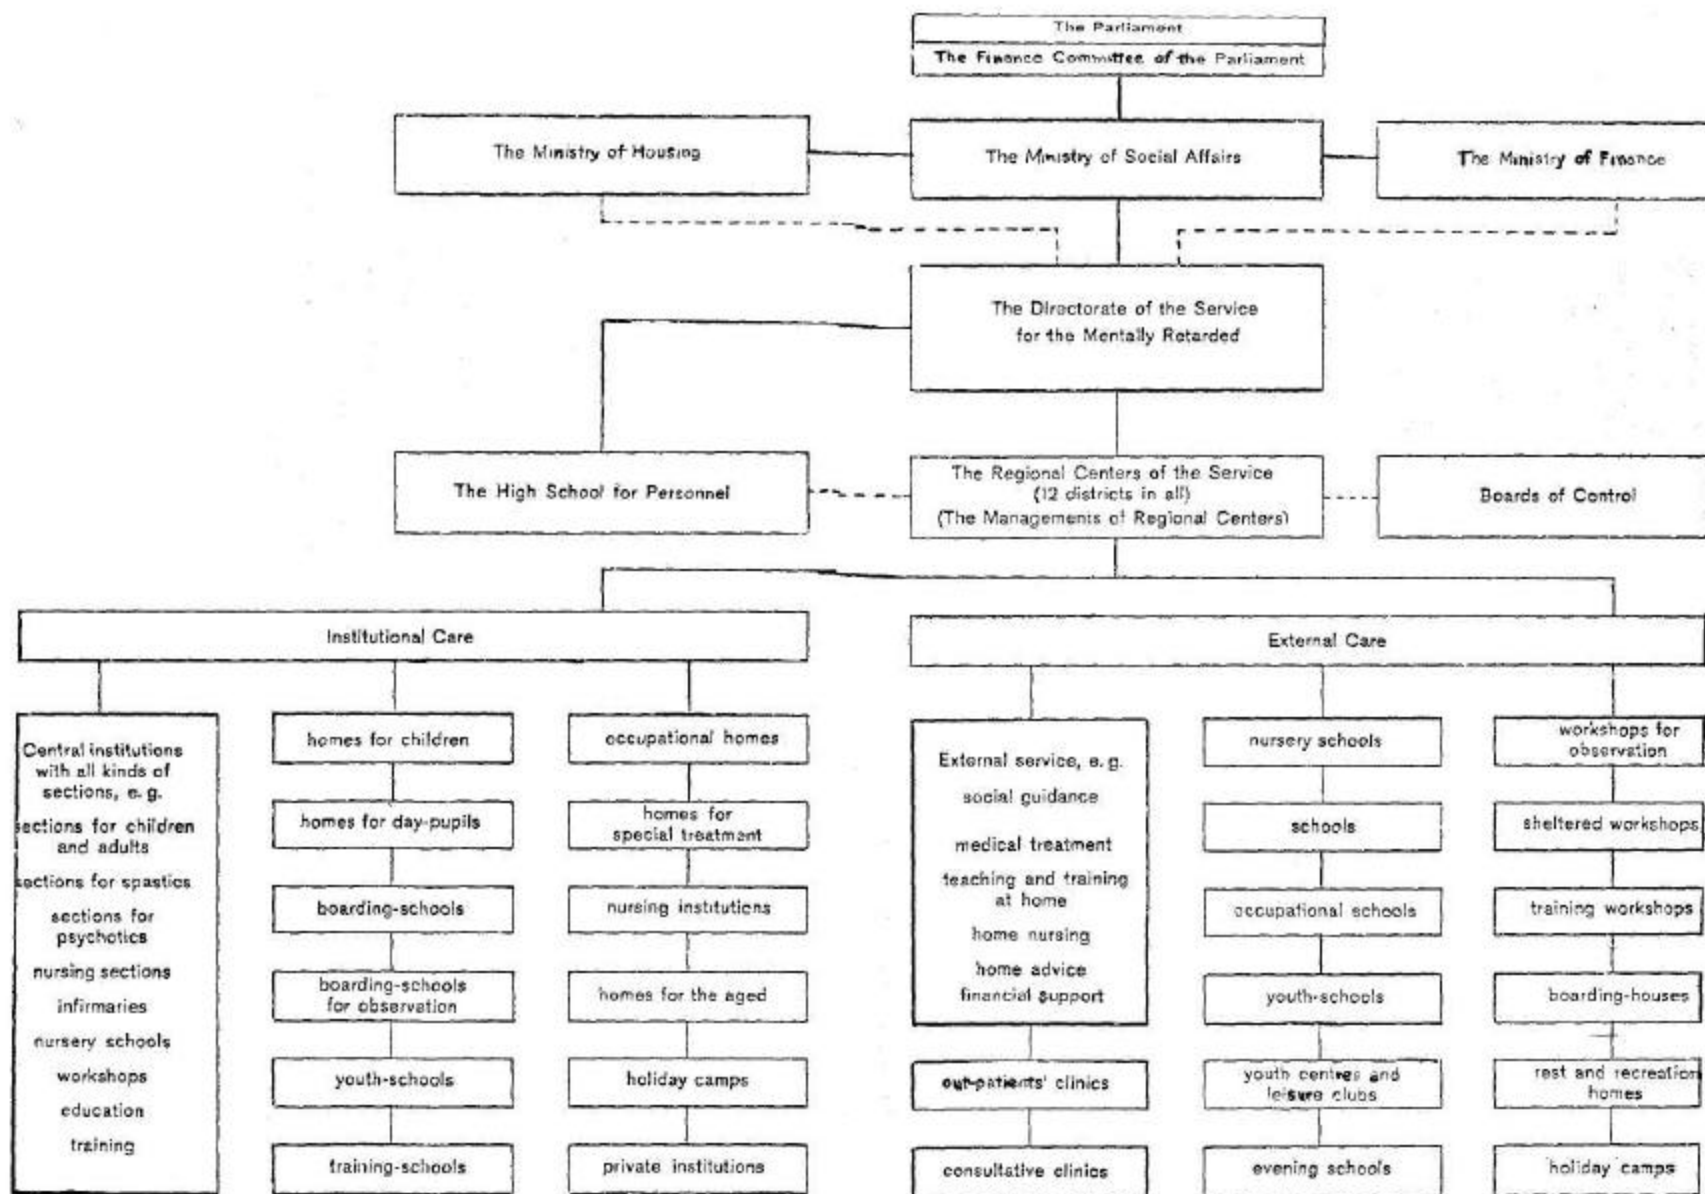 The Parliament
The Finance Committee of the Parliament
The Ministry of Housing
The Ministry of Social Affairs
The Ministry of Finance
The Directorate of the Service
for the Mentally Retarded
The High School for Personnel
The Regional Centers of the Service
(12 districts in all)
(The Managements of Regional Centers)
Boards of Control
Institutional Care
External Care
Central institutions
with all kinds of
sections, e. g.
sections for children
and adults
sections for spastics
sections for
psychotics
nursing sections
infirmaries
nursery schools
workshops
education
training
homes for children
homes for day-pupils
boarding-schools
boarding-schools
for observation
youth-schools
training-schools
occupational homes
homes for
special treatment
nursing institutions
homes for the aged
holiday camps
private institutions
External service, e. g.
social guidance
medical treatment
teaching and training
at home
home nursing
home advice
financial support
out-patients' clinics
consultative clinics
nursery schools
schools
occupational schools
youth-schools
youth centres and
leisure clubs
evening schools
workshops for
observation
sheltered workshops
training workshops
boarding-houses
rest and recreation
homes
holiday camps